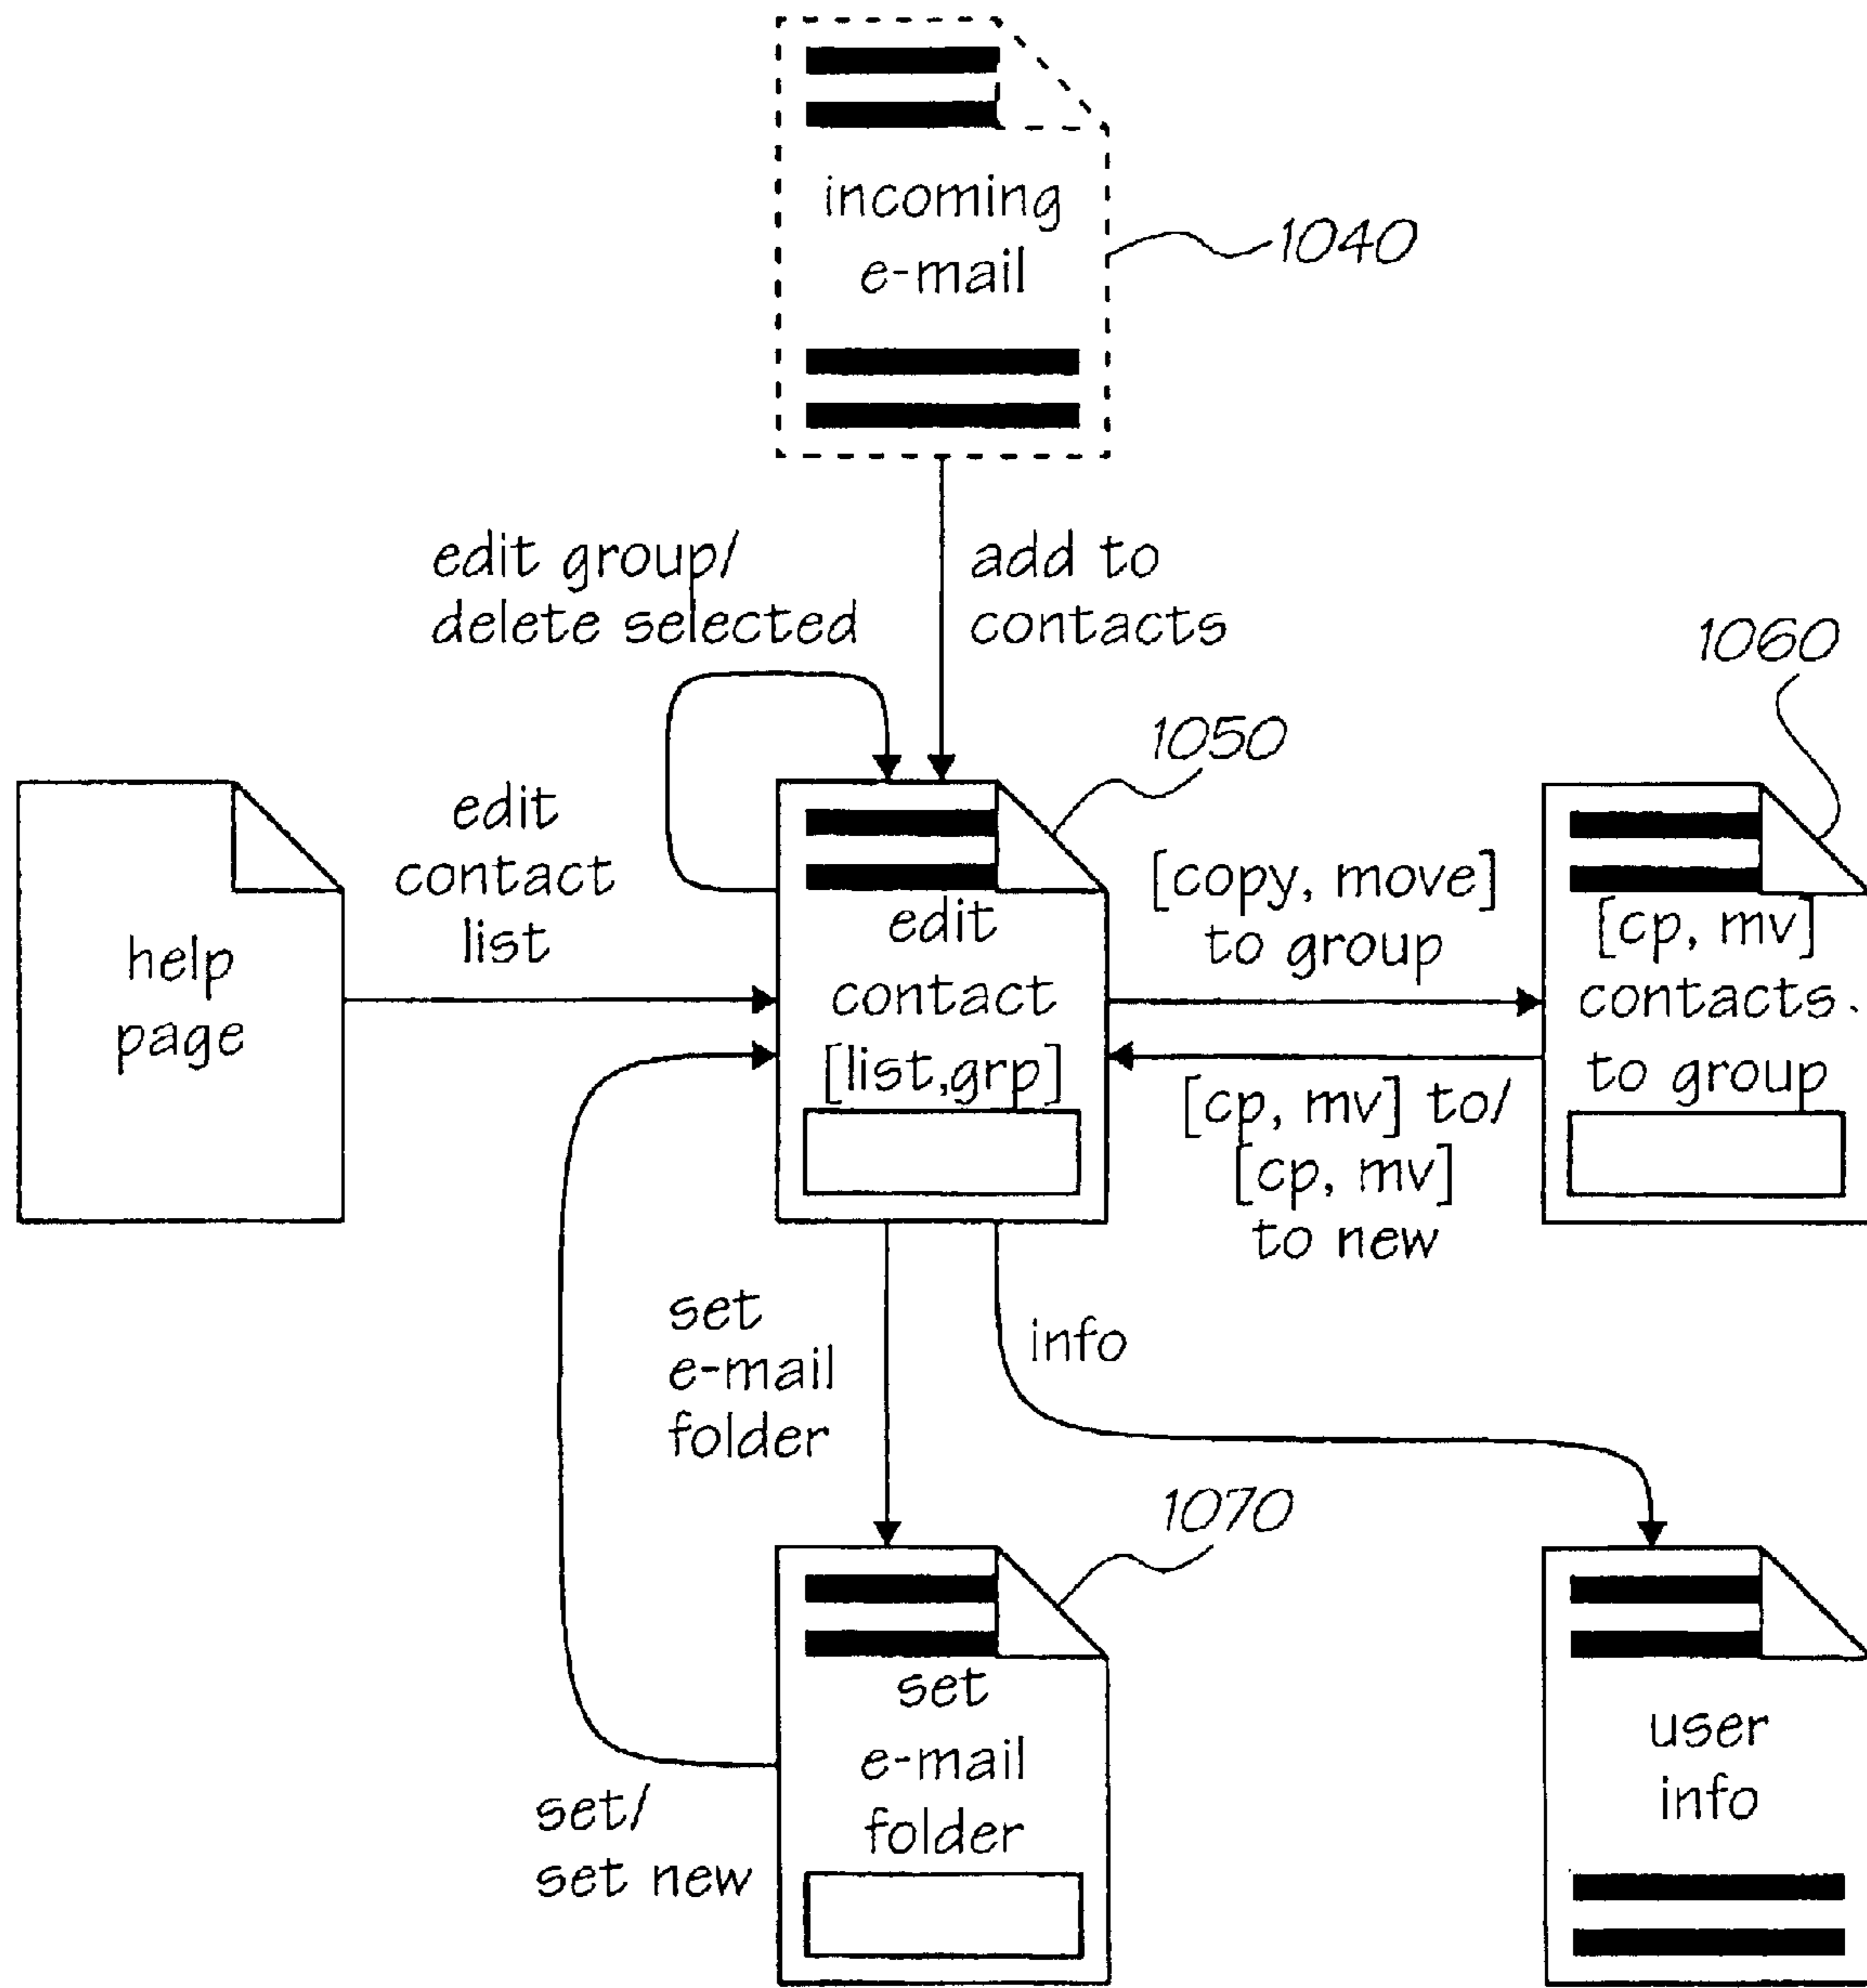 incoming
e-mail
1040
edit group/
delete selected
add to
contacts
1060
1050
edit
contact
list
help
page
edit
contact
[list,grp]
[copy, move]
to group
[cp, mv]
contacts.
to group
[cp, mv] to/
[cp, mv]
to new
set
e-mail
folder
info
1070
set/
set new
set
e-mail
folder
user
info